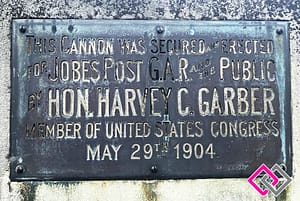 THIS CANNON WAS SECURED AND ERECTED
FOR JOBES POST G.A.R. AND THE PUBLIC
BY HON. HARVEY C. GARBER
MEMBER OF UNITED STATES CONGRESS
MAY 29TH 1904.